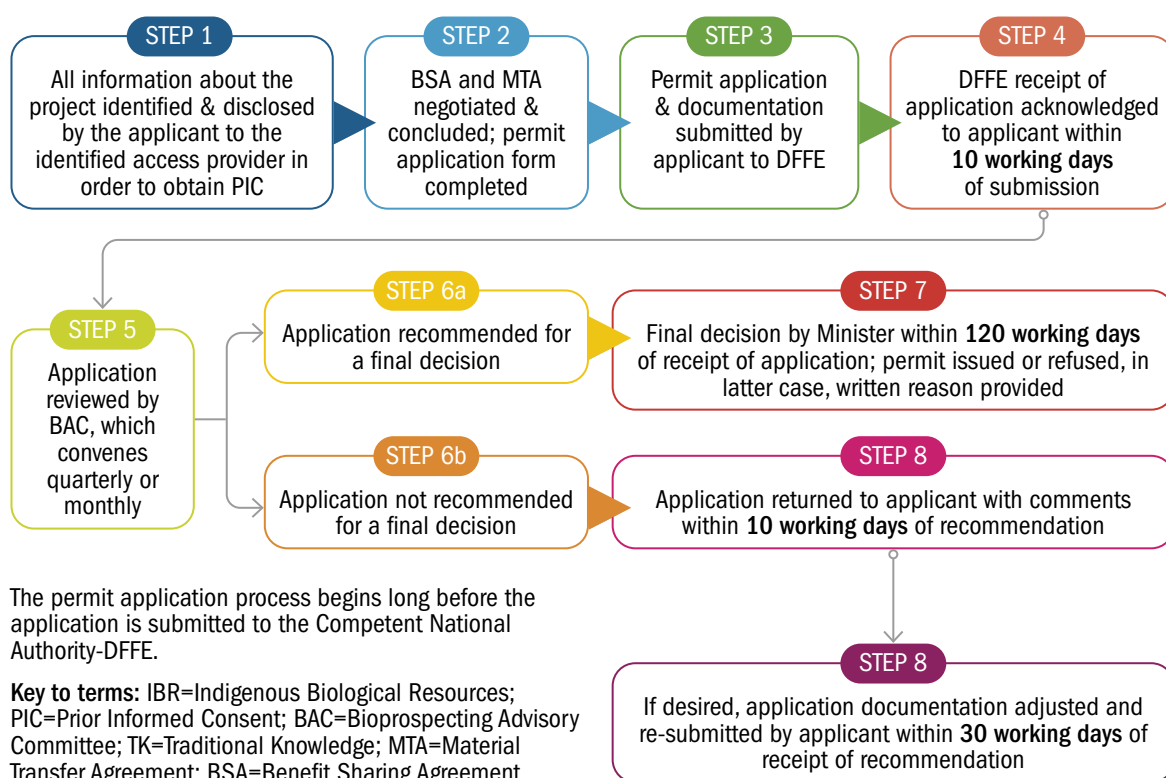 STEP 1
All information about the
project identified & disclosed
by the applicant to the
identified access provider in
order to obtain PIC
STEP 2
BSA and MTA
negotiated &
concluded; permit
application form
completed
STEP 3
Permit application
& documentation
submitted by
applicant to DFFE
STEP 4
DFFE receipt of
application acknowledged
to applicant within
10 working days
of submission
STEP 5
Application
reviewed by
BAC, which
convenes
quarterly or
monthly
STEP 6a
Application recommended for
a final decision
STEP 7
Final decision by Minister within 120 working days
of receipt of application; permit issued or refused, in
latter case, written reason provided
STEP 6b
Application not recommended
for a final decision
STEP 8
Application returned to applicant with comments
within 10 working days of recommendation
STEP 8
If desired, application documentation adjusted and
re-submitted by applicant within 30 working days of
receipt of recommendation
The permit application process begins long before the
application is submitted to the Competent National
Authority-DFFE.
Key to terms: IBR=Indigenous Biological Resources;
PIC=Prior Informed Consent; BAC=Bioprospecting Advisory
Committee; TK=Traditional Knowledge; MTA=Material
Transfer Agreement; BSA=Benefit Sharing Agreement